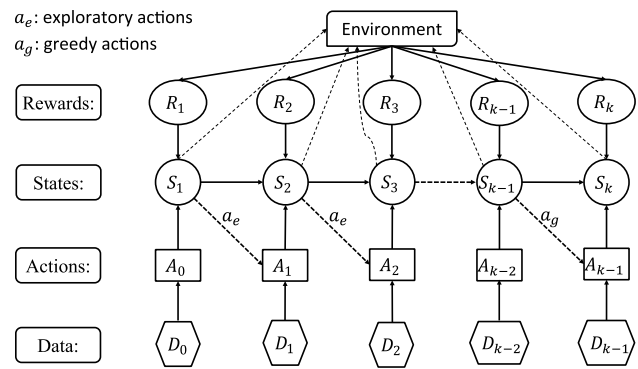 a_e: exploratory actions
a_g: greedy actions
Environment
Rewards: R_1 R_2 R_3 R_{k-1} R_k
States: S_1 S_2 S_3 S_{k-1} S_k
a_e a_e a_g
Actions: A_0 A_1 A_2 A_{k-2} A_{k-1}
Data: D_0 D_1 D_2 D_{k-2} D_{k-1}